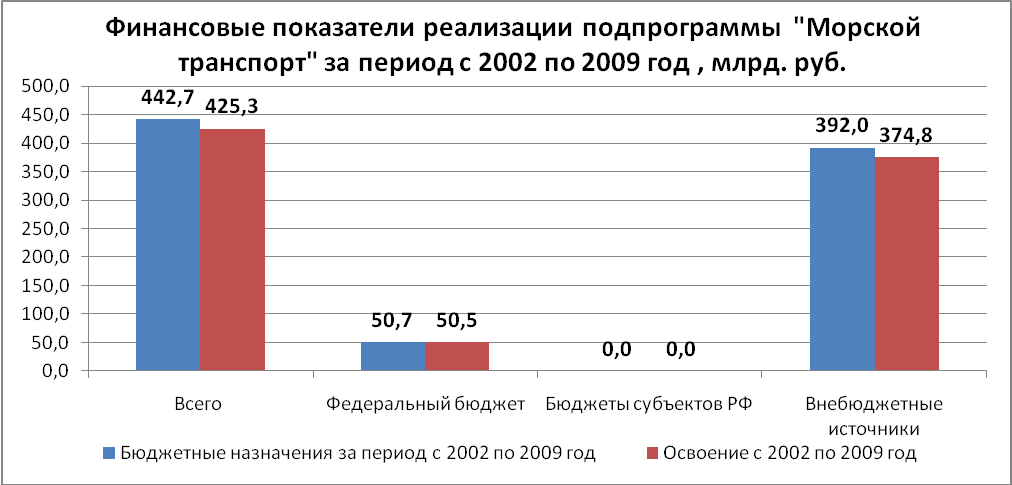 Финансовые показатели реализации подпрограммы "Морской
транспорт" за период с 2002 по 2009 год , млрд. руб.
500,0
450,0
400,0
350,0
300,0
250,0
200,0
150,0
100,0
50,0
0,0
442,7 425,3
50,7 50,5
0,0 0,0
392,0 374,8
Всего
Федеральный бюджет
Бюджеты субъектов РФ
Внебюджетные
источники
Бюджетные назначения за период с 2002 по 2009 год
Освоение с 2002 по 2009 год